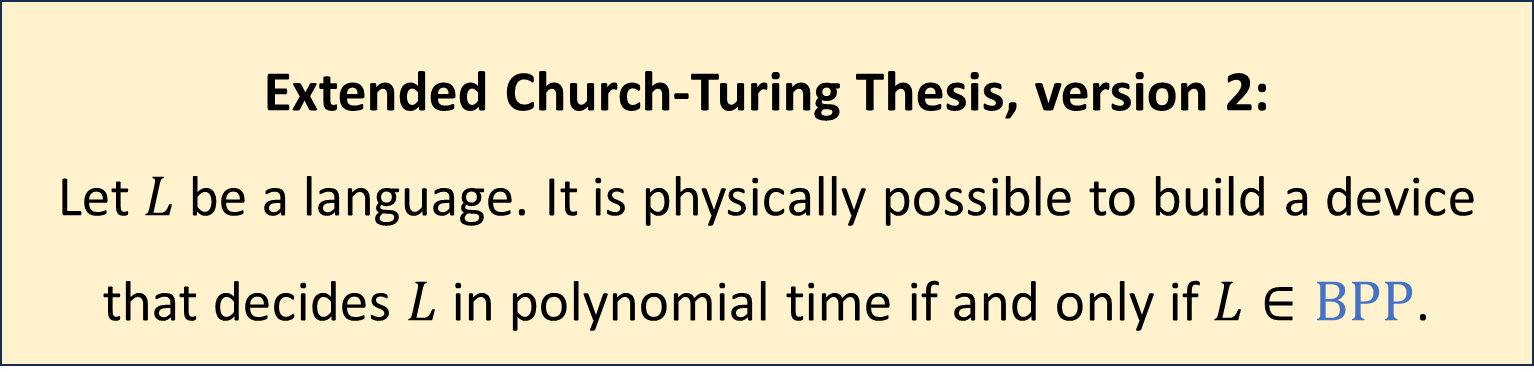 Extended Church-Turing Thesis, version 2:
Let 𝐿 be a language. It is physically possible to build a device
that decides 𝐿 in polynomial time if and only if 𝐿 ∈ BPP.